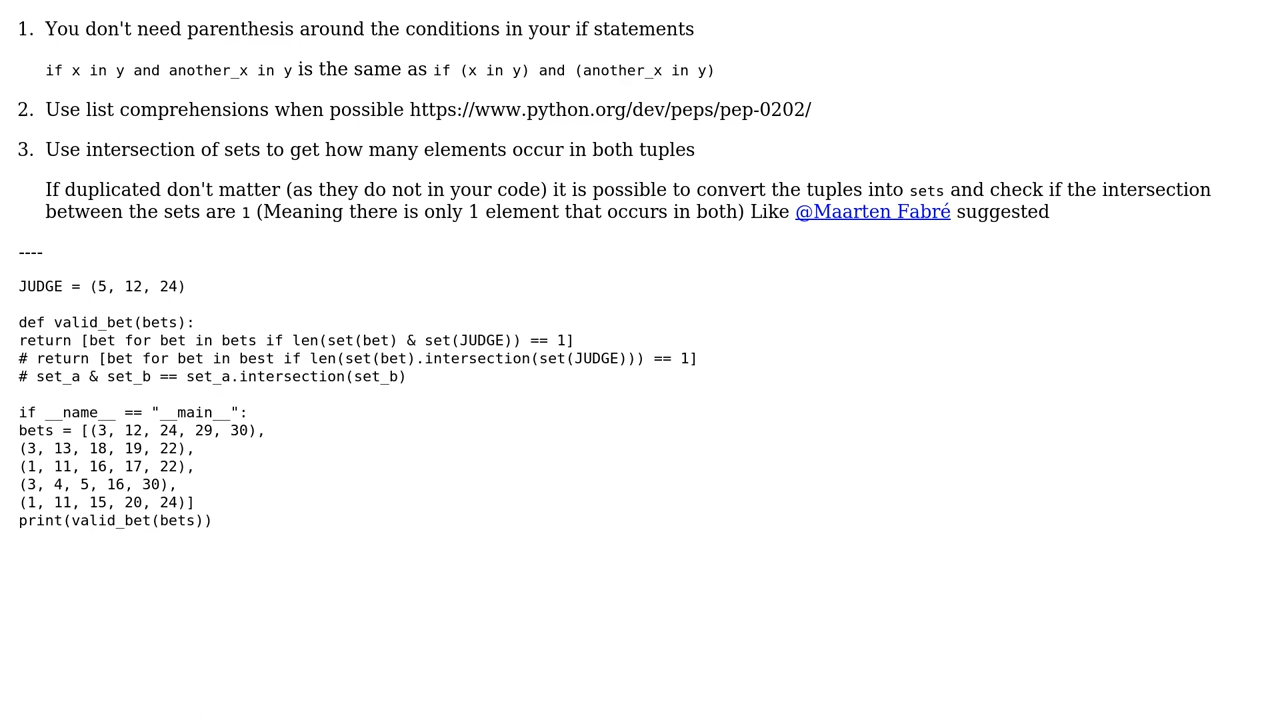 1. You don't need parenthesis around the conditions in your if statements
if x in y and another_x in y is the same as if (x in y) and (another_x in y)
2. Use list comprehensions when possible https://www.python.org/dev/peps/pep-0202/
3. Use intersection of sets to get how many elements occur in both tuples
If duplicated don't matter (as they do not in your code) it is possible to convert the tuples into sets and check if the intersection
between the sets are 1 (Meaning there is only 1 element that occurs in both) Like @Maarten Fabré suggested
----
JUDGE = (5, 12, 24)
def valid_bet(bets):
return [bet for bet in bets if len(set(bet) & set(JUDGE)) == 1]
# return [bet for bet in best if len(set(bet).intersection(set(JUDGE))) == 1]
# set_a & set_b == set_a.intersection(set_b)
if __name__ == "__main__":
bets = [(3, 12, 24, 29, 30),
(3, 13, 18, 19, 22),
(1, 11, 16, 17, 22),
(3, 4, 5, 16, 30),
(1, 11, 15, 20, 24)]
print(valid_bet(bets))